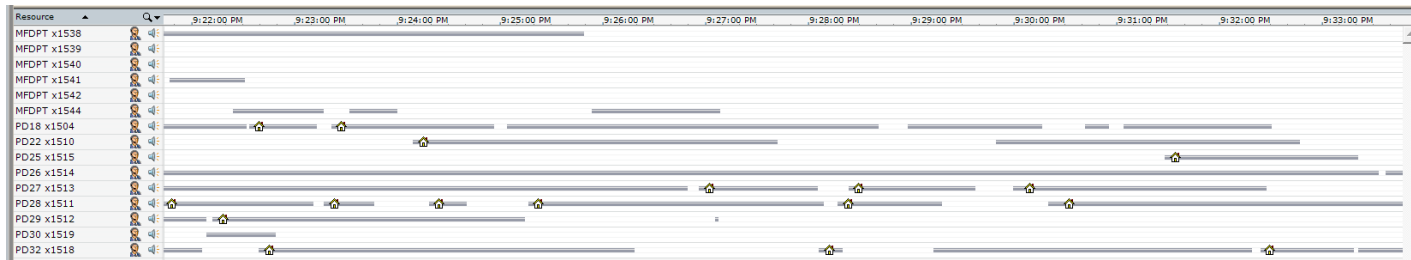 Resource ,9:22:00 PM ,9:23:00 PM ,9:24:00 PM ,9:25:00 PM ,9:26:00 PM ,9:27:00 PM ,9:28:00 PM ,9:29:00 PM ,9:30:00 PM ,9:31:00 PM ,9:32:00 PM ,9:33:00 PM
MFDPT x1538
MFDPT x1539
MFDPT x1540
MFDPT x1541
MFDPT x1542
MFDPT x1544
PD18 x1504
PD22 x1510
PD25 x1515
PD26 x1514
PD27 x1513
PD28 x1511
PD29 x1512
PD30 x1519
PD32 x1518